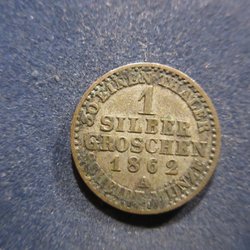 30 EINEN THALER
1
SILBER
GROSCHEN
1862
A